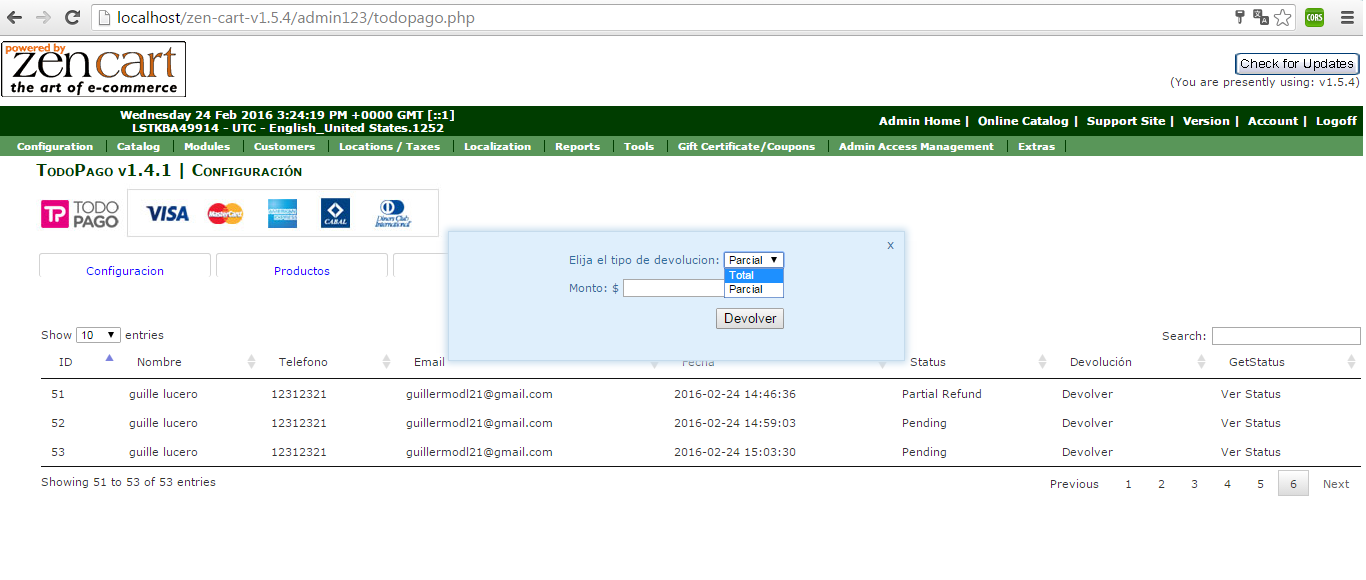 localhost/zen-cart-v1.5.4/admin123/todopago.php
CORS
powered by
zen cart
the art of e-commerce
Check for Updates
(You are presently using: v1.5.4)
Wednesday 24 Feb 2016 3:24:19 PM +0000 GMT [::1]
LSTKBA49914 - UTC - English_United States.1252
Admin Home | Online Catalog | Support Site | Version | Account | Logoff
Configuration | Catalog | Modules | Customers | Locations / Taxes | Localization | Reports | Tools | Gift Certificate/Coupons | Admin Access Management | Extras |
TodoPago v1.4.1 | Configuración
TP TODO PAGO VISA MasterCard AMERICAN EXPRESS CABAL Diners Club International
x
Elija el tipo de devolucion: Parcial
Total
Parcial
Monto: $
Devolver
Configuracion Productos
Show 10 entries Search:
ID Nombre Telefono Email Fecha Status Devolución GetStatus
51 guille lucero 12312321 guillermodl21@gmail.com 2016-02-24 14:46:36 Partial Refund Devolver Ver Status
52 guille lucero 12312321 guillermodl21@gmail.com 2016-02-24 14:59:03 Pending Devolver Ver Status
53 guille lucero 12312321 guillermodl21@gmail.com 2016-02-24 15:03:30 Pending Devolver Ver Status
Showing 51 to 53 of 53 entries Previous 1 2 3 4 5 6 Next